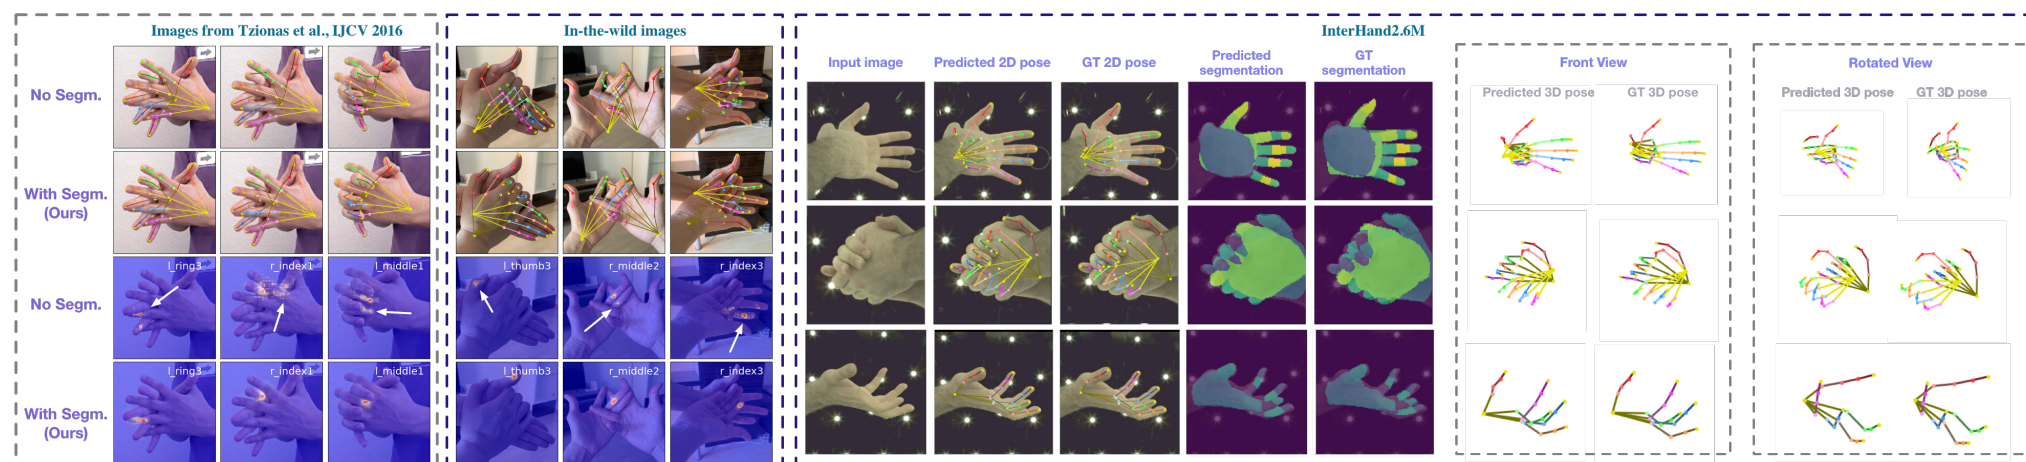 Images from Tzionas et al., IJCV 2016
In-the-wild images
InterHand2.6M
No Segm.
With Segm.
(Ours)
No Segm.
l_ring3
r_index1
l_middle1
l_thumb3
r_middle2
r_index3
With Segm.
(Ours)
l_ring3
r_index1
l_middle1
l_thumb3
r_middle2
r_index3
Input image
Predicted 2D pose
GT 2D pose
Predicted
segmentation
GT
segmentation
Front View
Predicted 3D pose
GT 3D pose
Rotated View
Predicted 3D pose
GT 3D pose